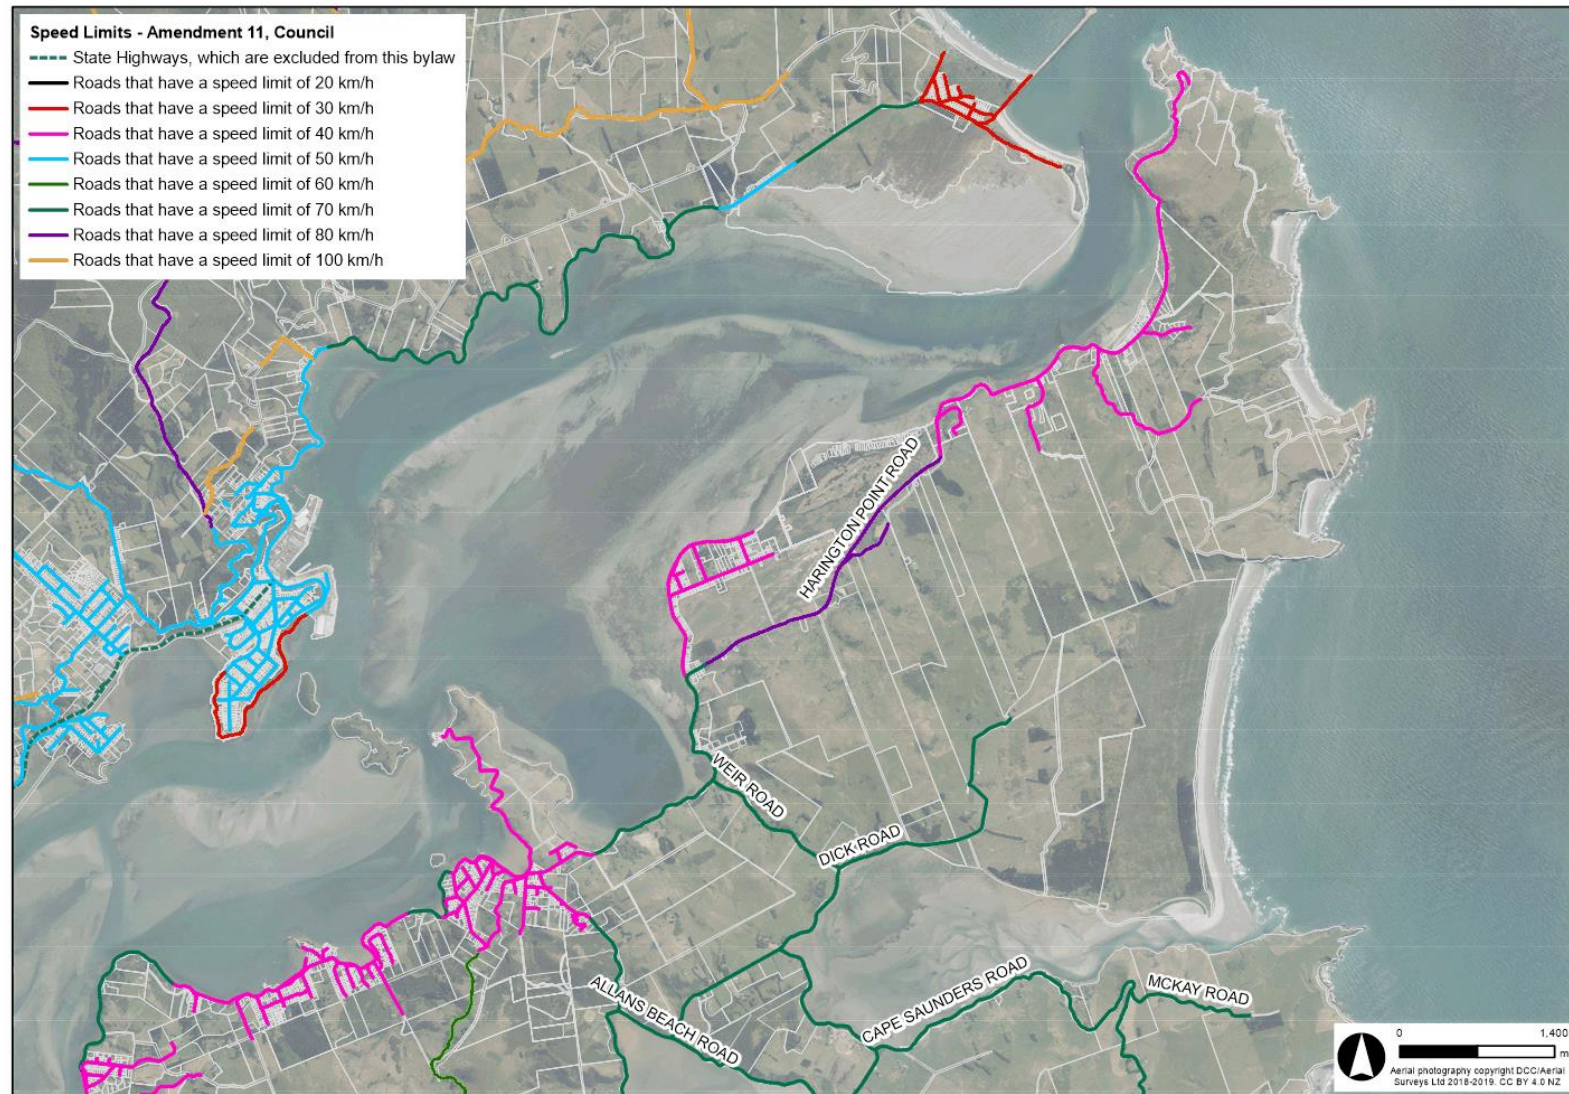 Speed Limits - Amendment 11, Council
State Highways, which are excluded from this bylaw
Roads that have a speed limit of 20 km/h
Roads that have a speed limit of 30 km/h
Roads that have a speed limit of 40 km/h
Roads that have a speed limit of 50 km/h
Roads that have a speed limit of 60 km/h
Roads that have a speed limit of 70 km/h
Roads that have a speed limit of 80 km/h
Roads that have a speed limit of 100 km/h
HARINGTON POINT ROAD
WEIR ROAD
DICK ROAD
ALLANS BEACH ROAD
CAPE SAUNDERS ROAD
MCKAY ROAD
0 1,400
m
Aerial photography copyright DCC/Aerial
Surveys Ltd 2018-2019. CC BY 4.0 NZ